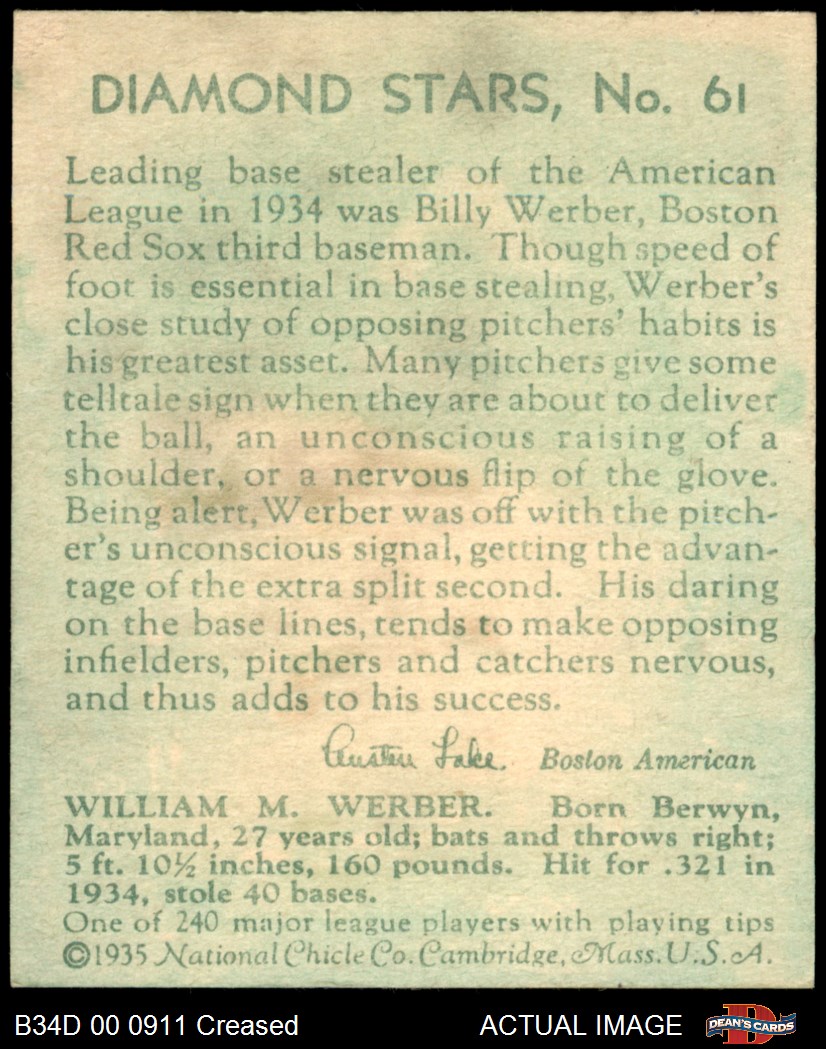 DIAMOND STARS, No. 61
Leading base stealer of the American
League in 1934 was Billy Werber, Boston
Red Sox third baseman. Though speed of
foot is essential in base stealing, Werber's
close study of opposing pitchers' habits is
his greatest asset. Many pitchers give some
telltale sign when they are about to deliver
the ball, an unconscious raising of a
shoulder, or a nervous flip of the glove.
Being alert, Werber was off with the pitch-
er's unconscious signal, getting the advan-
tage of the extra split second. His daring
on the base lines, tends to make opposing
infielders, pitchers and catchers nervous,
and thus adds to his success.
Austen Lake. Boston American
WILLIAM M. WERBER. Born Berwyn,
Maryland, 27 years old; bats and throws right;
5 ft. 10½ inches, 160 pounds. Hit for .321 in
1934, stole 40 bases.
One of 240 major league players with playing tips
©1935 National Chicle Co. Cambridge, Mass. U.S.A.
B34D 00 0911 Creased ACTUAL IMAGE D DEAN'S CARDS